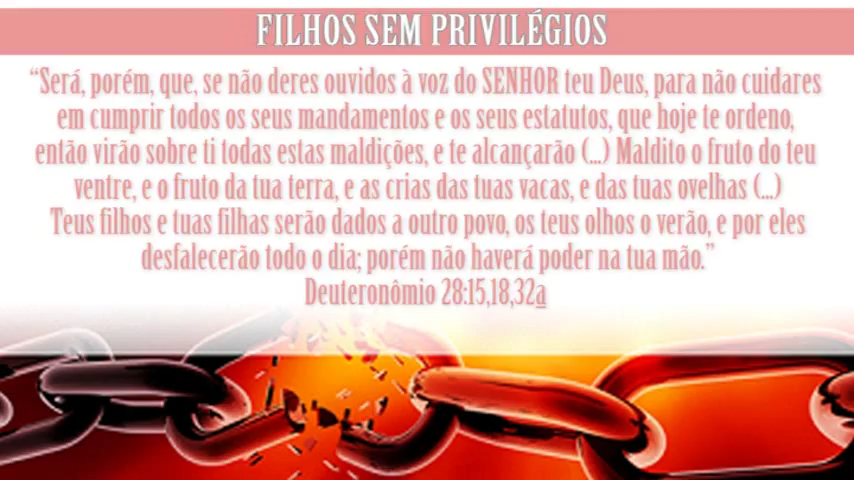 FILHOS SEM PRIVILÉGIOS
“Será, porém, que, se não deres ouvidos à voz do SENHOR teu Deus, para não cuidares
em cumprir todos os seus mandamentos e os seus estatutos, que hoje te ordeno,
então virão sobre ti todas estas maldições, e te alcançarão (...) Maldito o fruto do teu
ventre, e o fruto da tua terra, e as crias das tuas vacas, e das tuas ovelhas (...)
Teus filhos e tuas filhas serão dados a outro povo, os teus olhos o verão, e por eles
desfalecerão todo o dia; porém não haverá poder na tua mão.”
Deuteronômio 28:15,18,32a